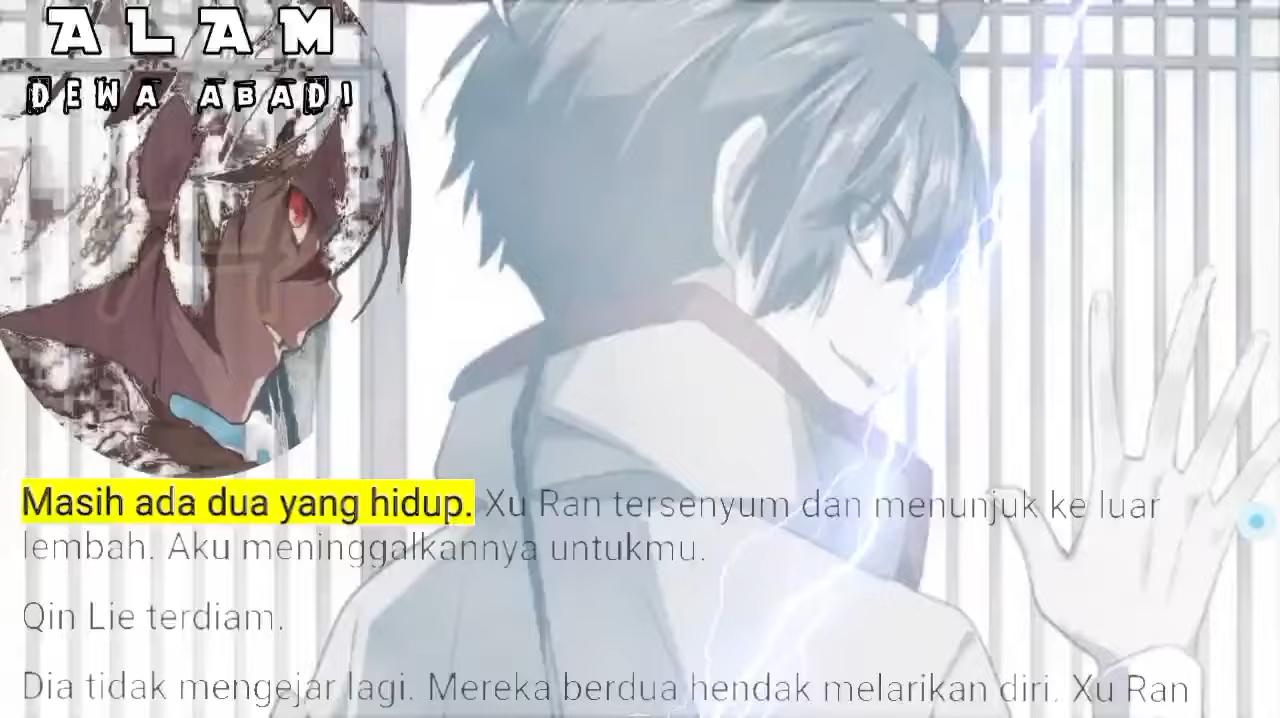 ALAM
DEWA ABADI
Masih ada dua yang hidup. Xu Ran tersenyum dan menunjuk ke luar
lembah. Aku meninggalkannya untukmu.
Qin Lie terdiam.
Dia tidak mengejar lagi. Mereka berdua hendak melarikan diri. Xu Ran